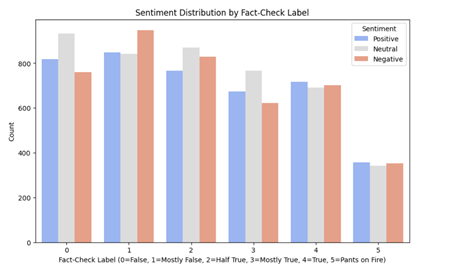 Sentiment Distribution by Fact-Check Label
Sentiment
Positive
Neutral
Negative
800
600
400
200
0
Count
0 1 2 3 4 5
Fact-Check Label (0=False, 1=Mostly False, 2=Half True, 3=Mostly True, 4=True, 5=Pants on Fire)